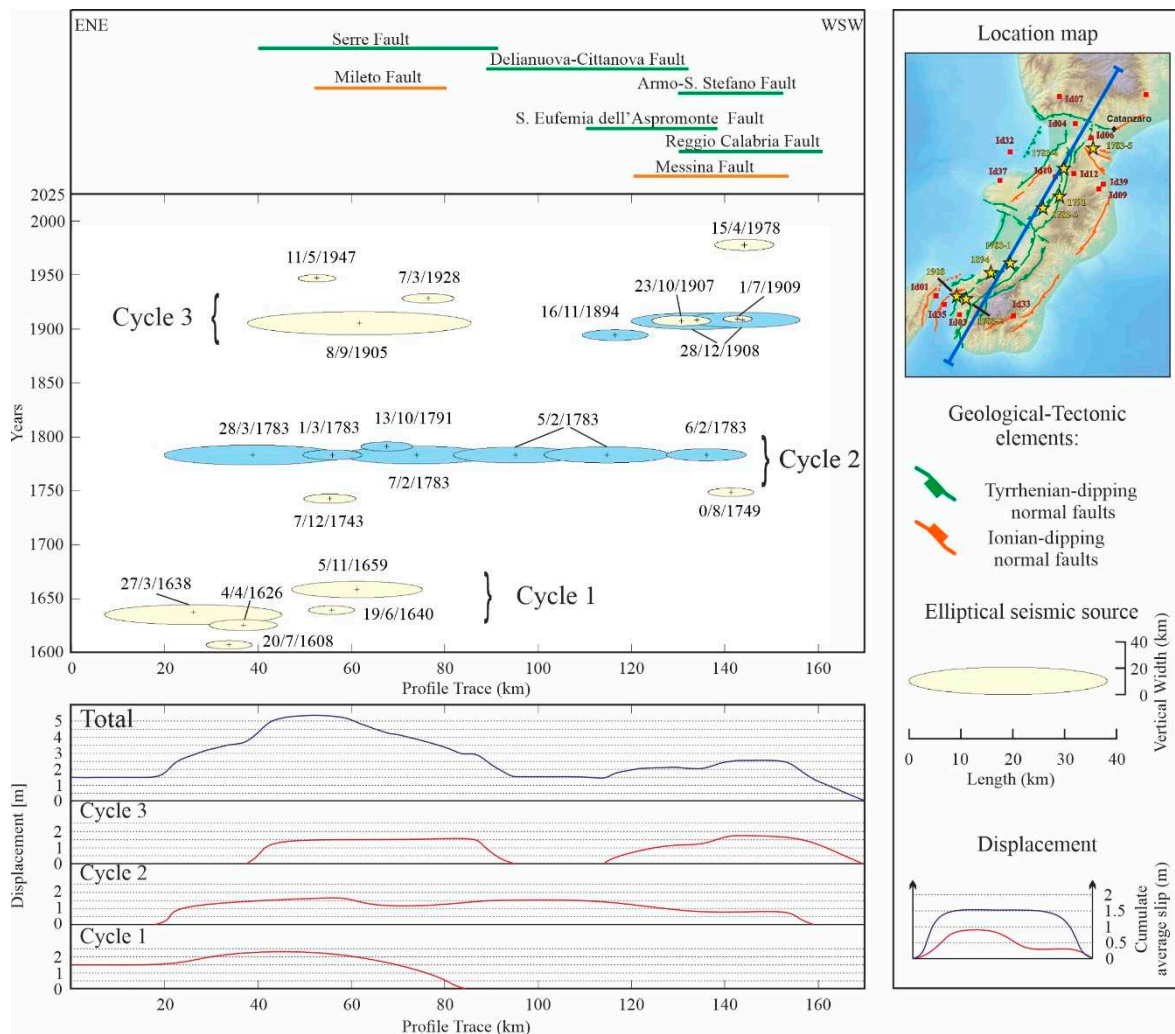 ENE
WSW
Serre Fault
Delianuova-Cittanova Fault
Mileto Fault
Armo-S. Stefano Fault
S. Eufemia dell'Aspromonte Fault
Reggio Calabria Fault
Messina Fault
2025
2000
1950
1900
1850
1800
1750
1700
1650
1600
Years
15/4/1978
11/5/1947
7/3/1928
23/10/1907
1/7/1909
16/11/1894
Cycle 3
8/9/1905
28/12/1908
28/3/1783
1/3/1783
13/10/1791
5/2/1783
6/2/1783
Cycle 2
7/2/1783
7/12/1743
0/8/1749
5/11/1659
27/3/1638
4/4/1626
Cycle 1
19/6/1640
20/7/1608
0 20 40 60 80 100 120 140 160
Profile Trace (km)
Displacement [m]
Total
5
4
3
2
1
0
Cycle 3
2
1
0
Cycle 2
2
1
0
Cycle 1
2
1
0
0 20 40 60 80 100 120 140 160
Profile Trace (km)
Location map
Id07
Id04
Catanzaro
Id06
Id32
1783-5
Id10
Id12
Id37
Id39
Id09
1791
1783-1
1894
1908
Id01
Id35
Id03
Id33
Geological-Tectonic
elements:
Tyrrhenian-dipping
normal faults
Ionian-dipping
normal faults
Elliptical seismic source
40
20
0
Vertical Width (km)
0 10 20 30 40
Length (km)
Displacement
2
1.5
1
0.5
0
Cumulate
average slip (m)